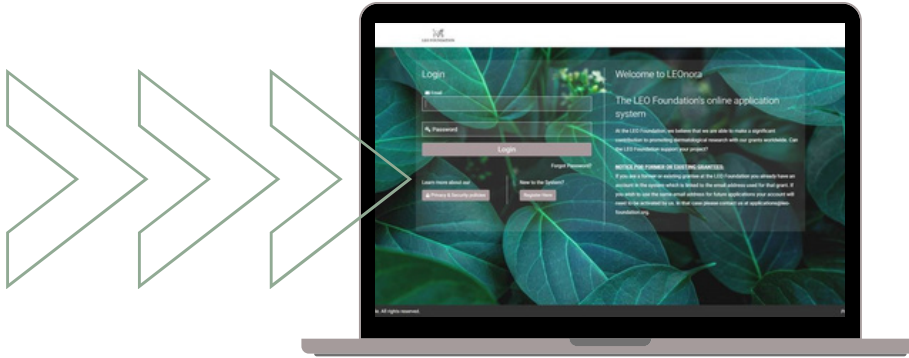 LEO FOUNDATION
Login
Email
Password
Login
Forgot Password?
Learn more about our
Privacy & Security policies
New to the System?
Register Here
Welcome to LEOnora
The LEO Foundation's online application
system
At the LEO Foundation, we believe that we are able to make a significant
contribution to promoting dermatological research with our grants worldwide. Can
the LEO Foundation support your project?
NOTICE FOR FORMER OR EXISTING GRANTEES:
If you are a former or existing grantee at the LEO Foundation you already have an
account in the system which is linked to the email address used for that grant. If
you wish to use the same email address for future applications your account will
need to be activated by us. In that case please contact us at applications@leo-
foundation.org.
All rights reserved.